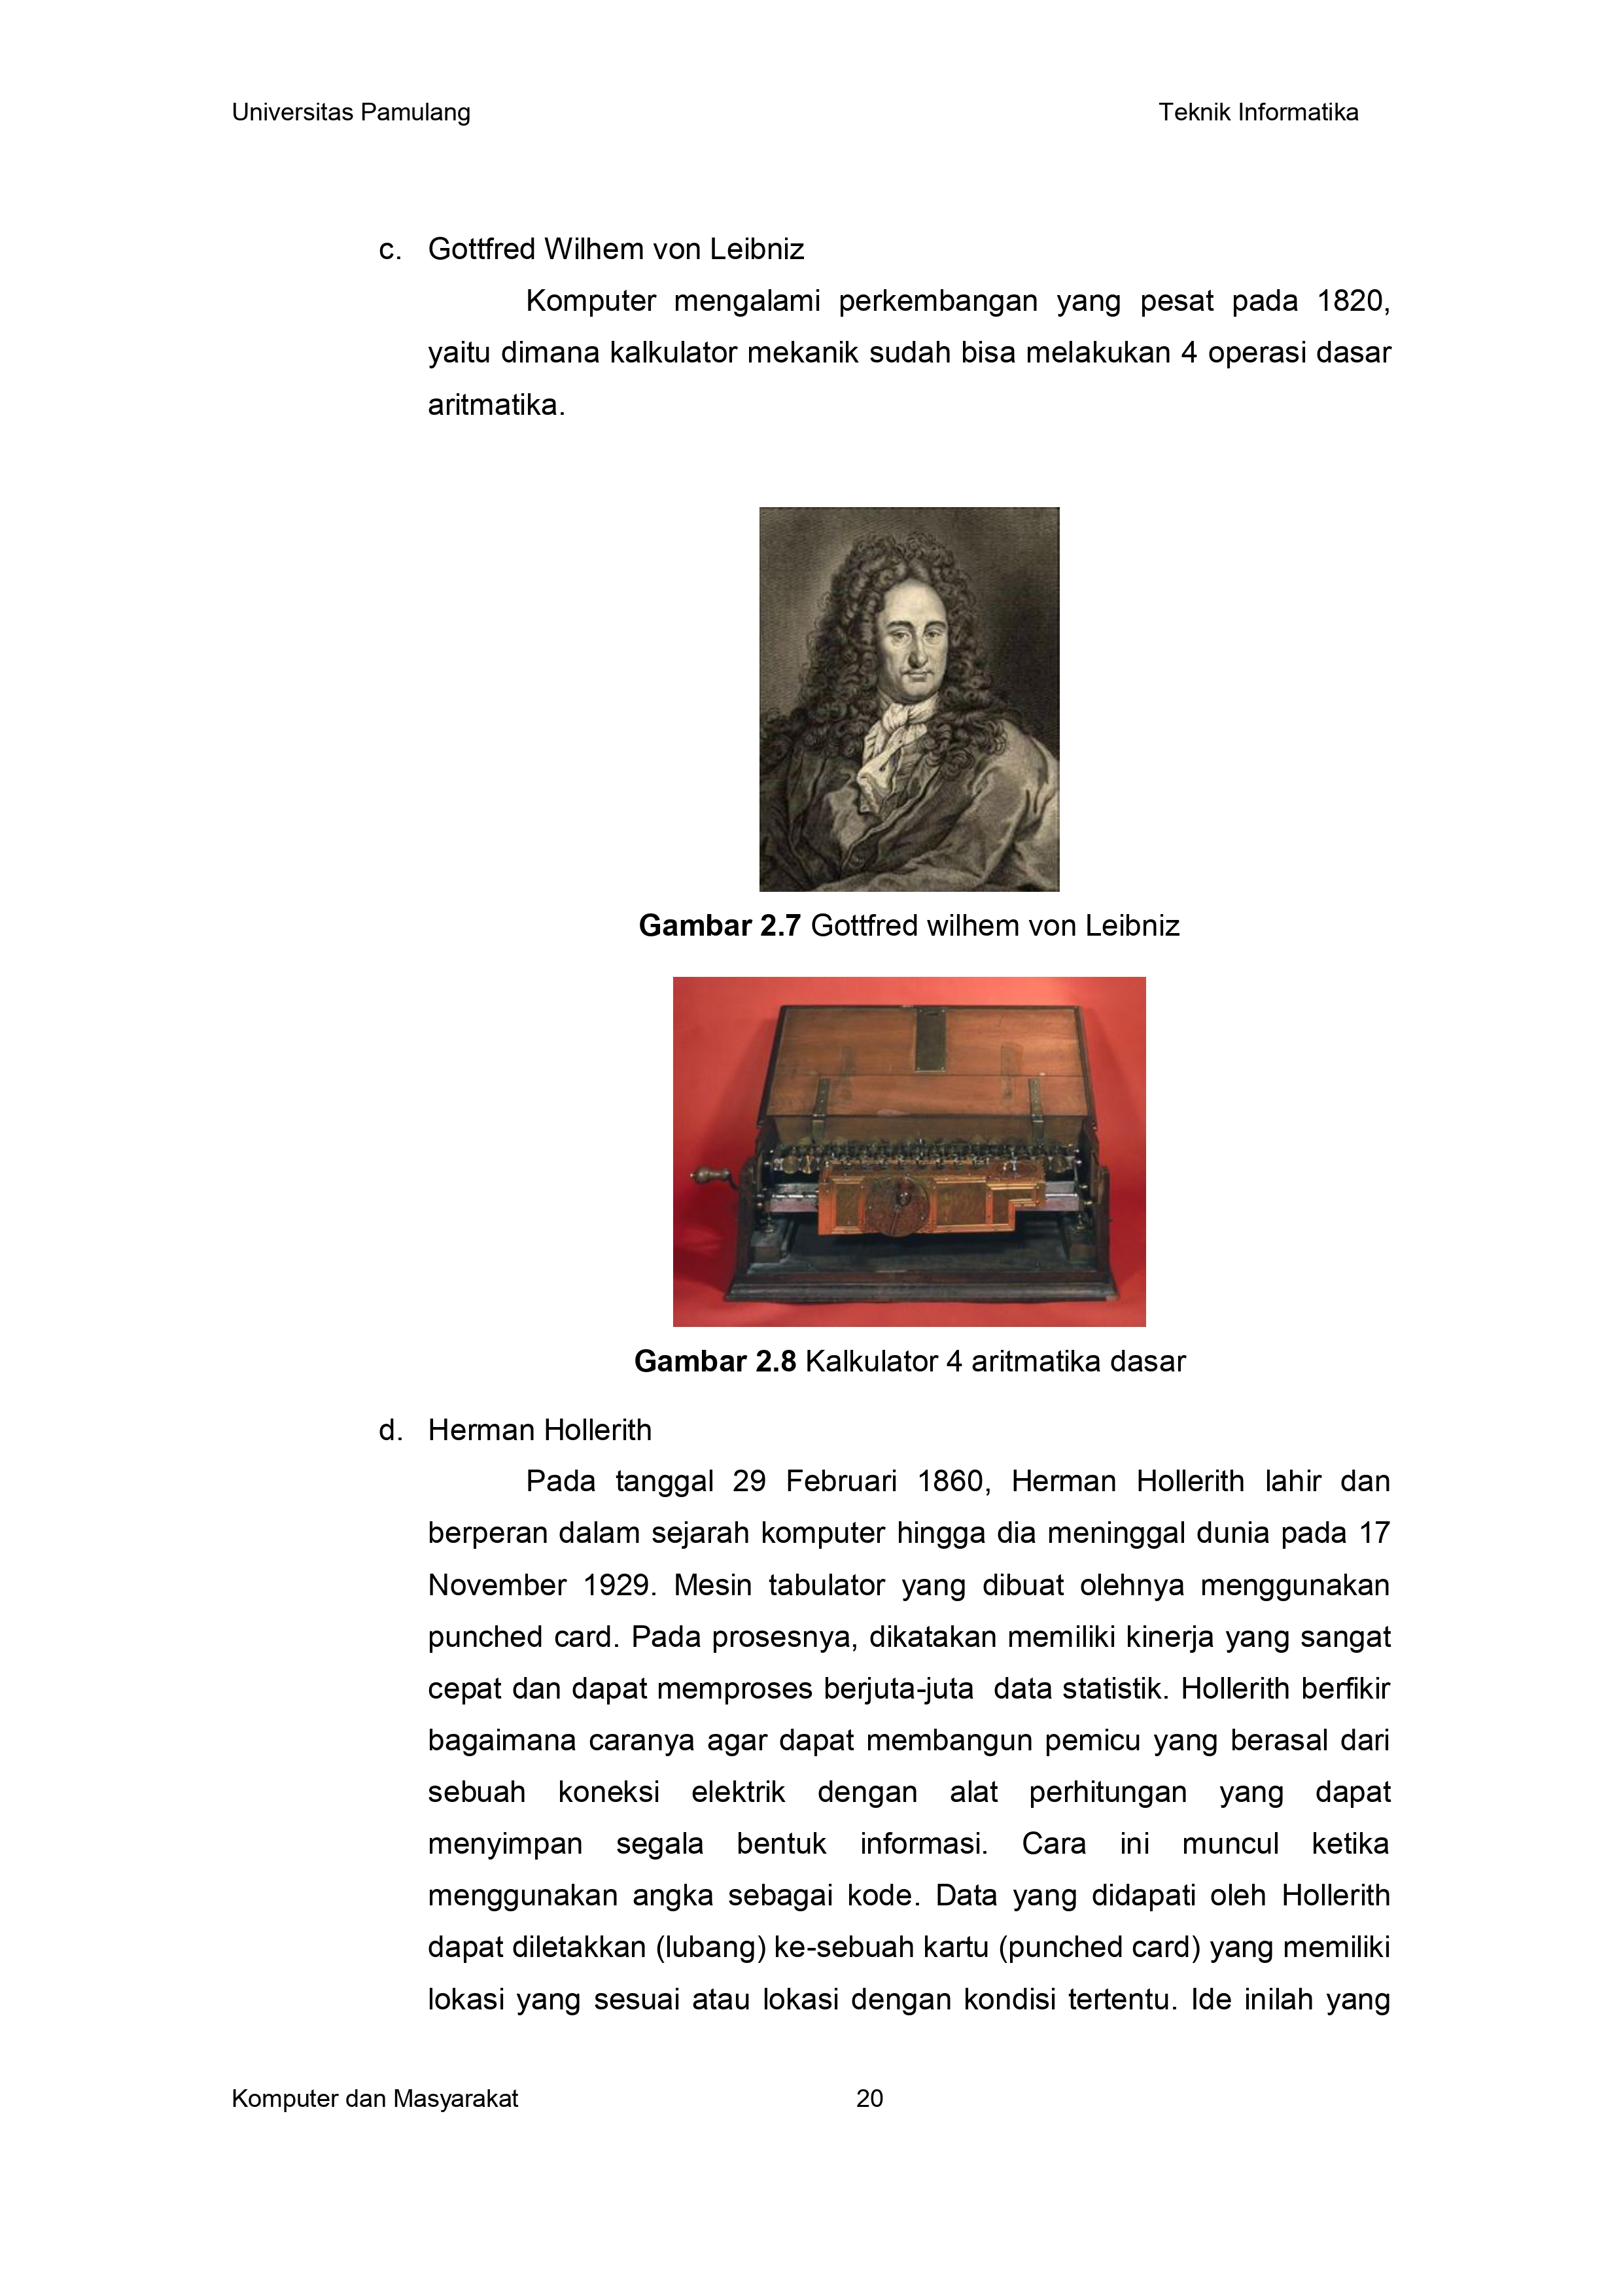 Universitas Pamulang Teknik Informatika
c. Gottfred Wilhem von Leibniz
Komputer mengalami perkembangan yang pesat pada 1820,
yaitu dimana kalkulator mekanik sudah bisa melakukan 4 operasi dasar
aritmatika.
Gambar 2.7 Gottfred wilhem von Leibniz
Gambar 2.8 Kalkulator 4 aritmatika dasar
d. Herman Hollerith
Pada tanggal 29 Februari 1860, Herman Hollerith lahir dan
berperan dalam sejarah komputer hingga dia meninggal dunia pada 17
November 1929. Mesin tabulator yang dibuat olehnya menggunakan
punched card. Pada prosesnya, dikatakan memiliki kinerja yang sangat
cepat dan dapat memproses berjuta-juta data statistik. Hollerith berfikir
bagaimana caranya agar dapat membangun pemicu yang berasal dari
sebuah koneksi elektrik dengan alat perhitungan yang dapat
menyimpan segala bentuk informasi. Cara ini muncul ketika
menggunakan angka sebagai kode. Data yang didapati oleh Hollerith
dapat diletakkan (lubang) ke-sebuah kartu (punched card) yang memiliki
lokasi yang sesuai atau lokasi dengan kondisi tertentu. Ide inilah yang
Komputer dan Masyarakat 20